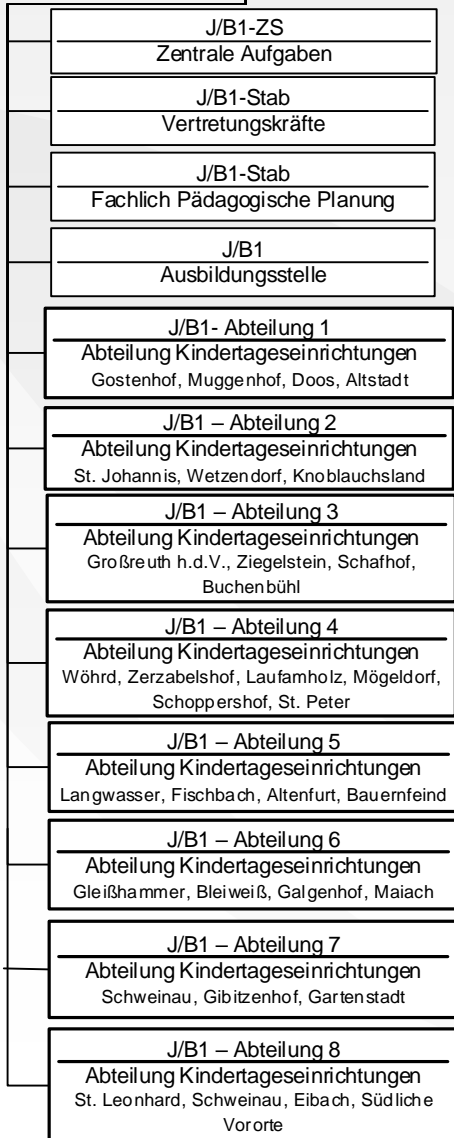 J/B1-ZS
Zentrale Aufgaben
J/B1-Stab
Vertretungskräfte
J/B1-Stab
Fachlich Pädagogische Planung
J/B1
Ausbildungsstelle
J/B1- Abteilung 1
Abteilung Kindertageseinrichtungen
Gostenhof, Muggenhof, Doos, Altstadt
J/B1 – Abteilung 2
Abteilung Kindertageseinrichtungen
St. Johannis, Wetzendorf, Knoblauchsland
J/B1 – Abteilung 3
Abteilung Kindertageseinrichtungen
Großreuth h.d.V., Ziegelstein, Schafhof,
Buchenbühl
J/B1 – Abteilung 4
Abteilung Kindertageseinrichtungen
Wöhrd, Zerzabelshof, Laufamholz, Mögeldorf,
Schoppershof, St. Peter
J/B1 – Abteilung 5
Abteilung Kindertageseinrichtungen
Langwasser, Fischbach, Altenfurt, Bauernfeind
J/B1 – Abteilung 6
Abteilung Kindertageseinrichtungen
Gleißhammer, Bleiweiß, Galgenhof, Maiach
J/B1 – Abteilung 7
Abteilung Kindertageseinrichtungen
Schweinau, Gibitzenhof, Gartenstadt
J/B1 – Abteilung 8
Abteilung Kindertageseinrichtungen
St. Leonhard, Schweinau, Eibach, Südliche
Vororte